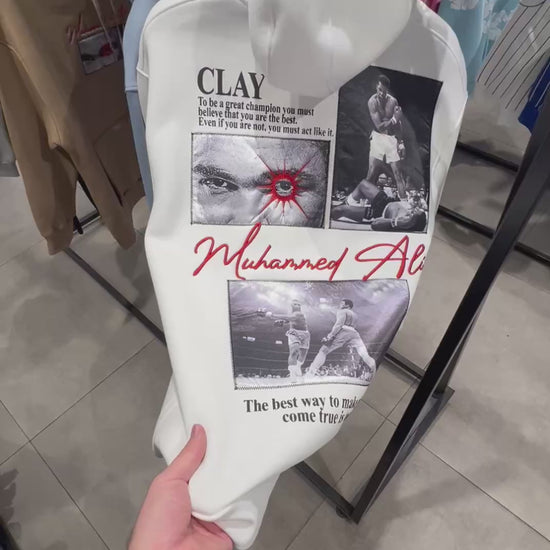 CLAY
To be a great champion you must
believe that you are the best.
Even if you are not, you must act like it.
Muhammed Ali
The best way to
come true is